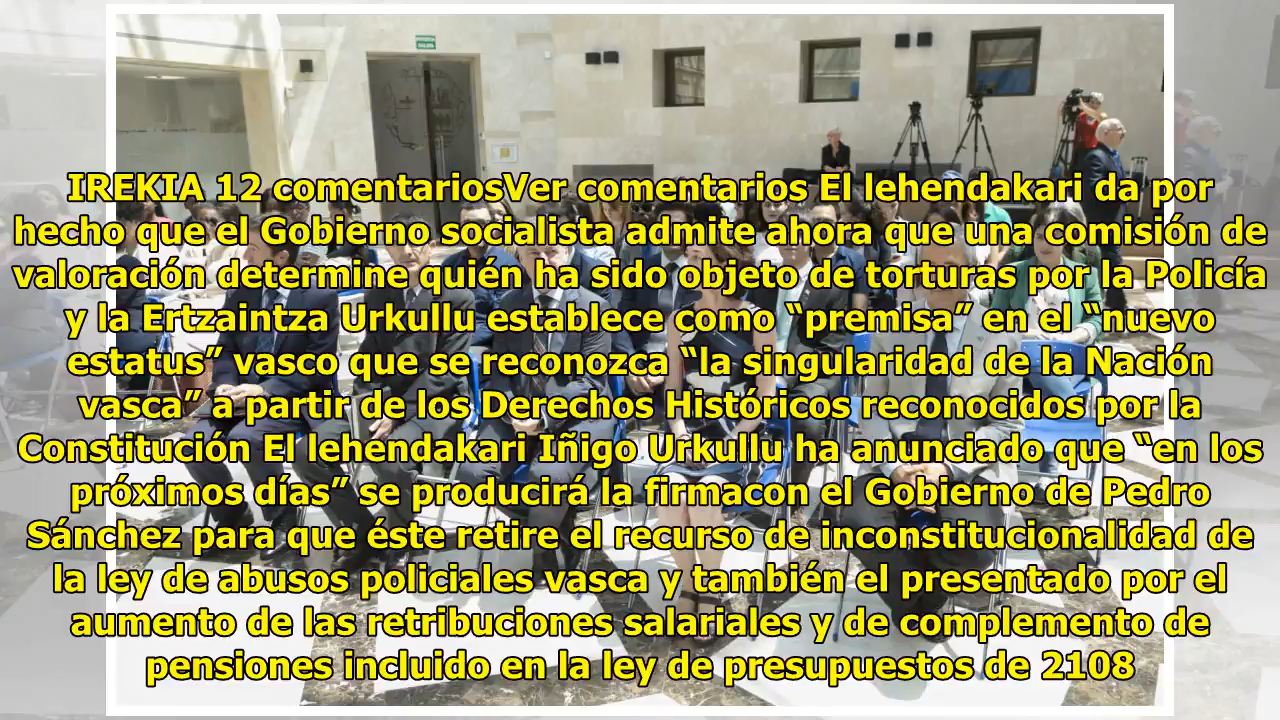 IREKIA 12 comentariosVer comentarios El lehendakari da por
hecho que el Gobierno socialista admite ahora que una comisión de
valoración determine quién ha sido objeto de torturas por la Policía
y la Ertzaintza Urkullu establece como “premisa” en el “nuevo
estatus” vasco que se reconozca “la singularidad de la Nación
vasca” a partir de los Derechos Históricos reconocidos por la
Constitución El lehendakari Iñigo Urkullu ha anunciado que “en los
próximos días” se producirá la firmacon el Gobierno de Pedro
Sánchez para que éste retire el recurso de inconstitucionalidad de
la ley de abusos policiales vasca y también el presentado por el
aumento de las retribuciones salariales y de complemento de
pensiones incluido en la ley de presupuestos de 2108